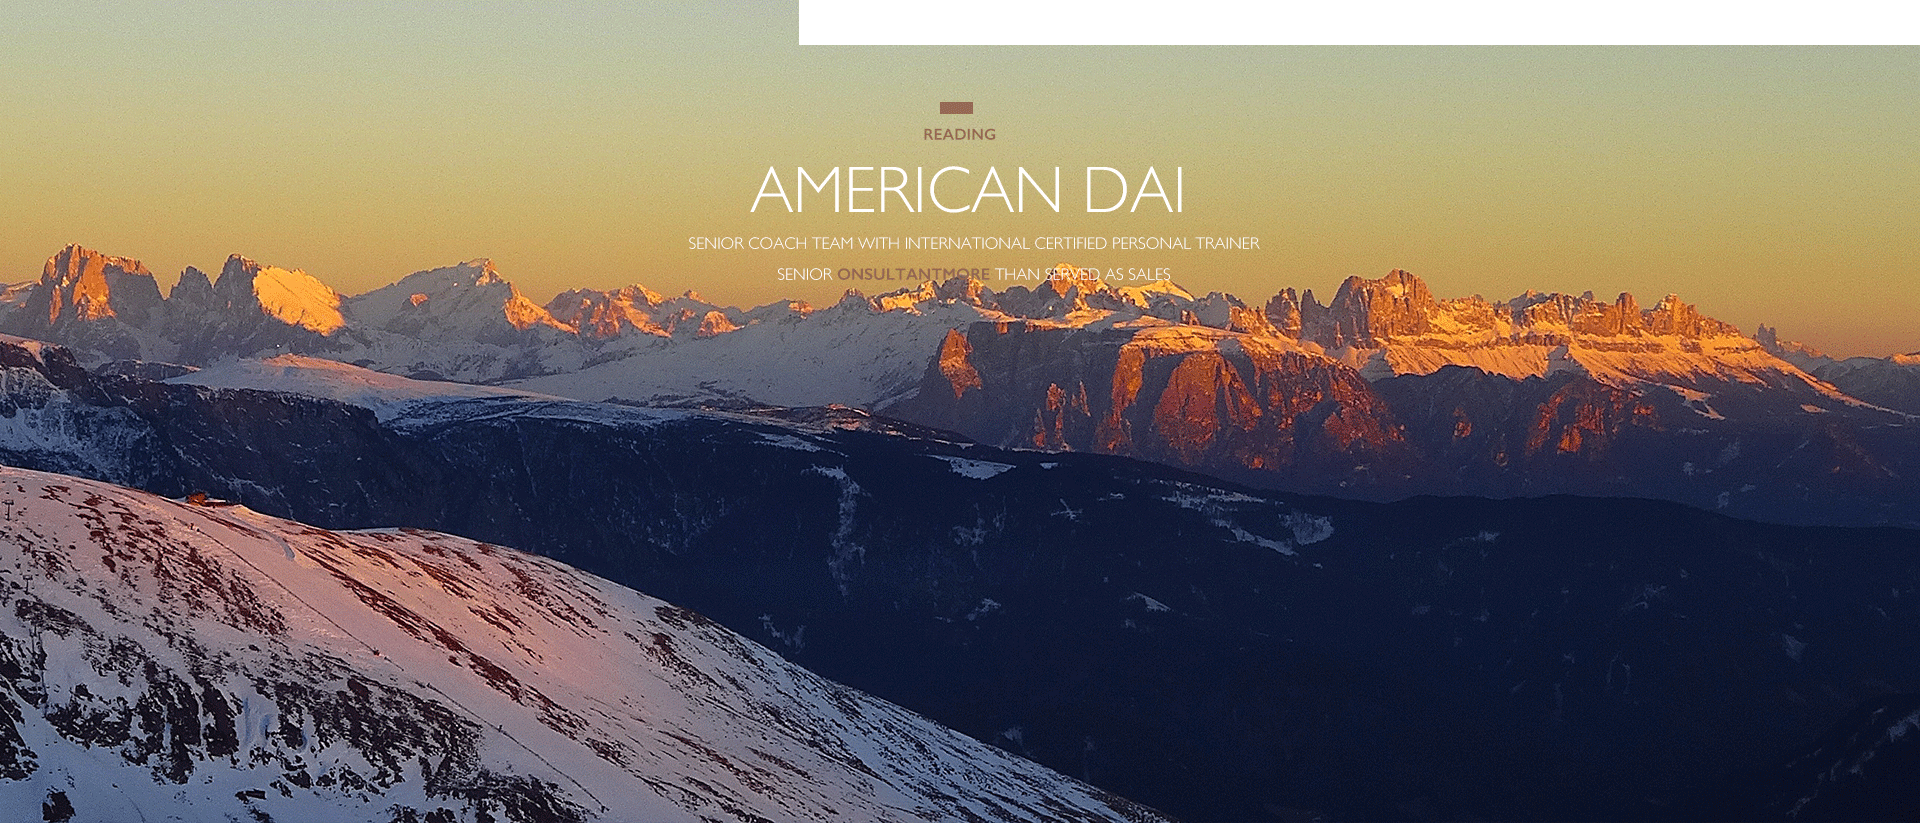 READING
AMERICAN DAI
SENIOR COACH TEAM WITH INTERNATIONAL CERTIFIED PERSONAL TRAINER
SENIOR ONSULTANTMORE THAN SERVED AS SALES